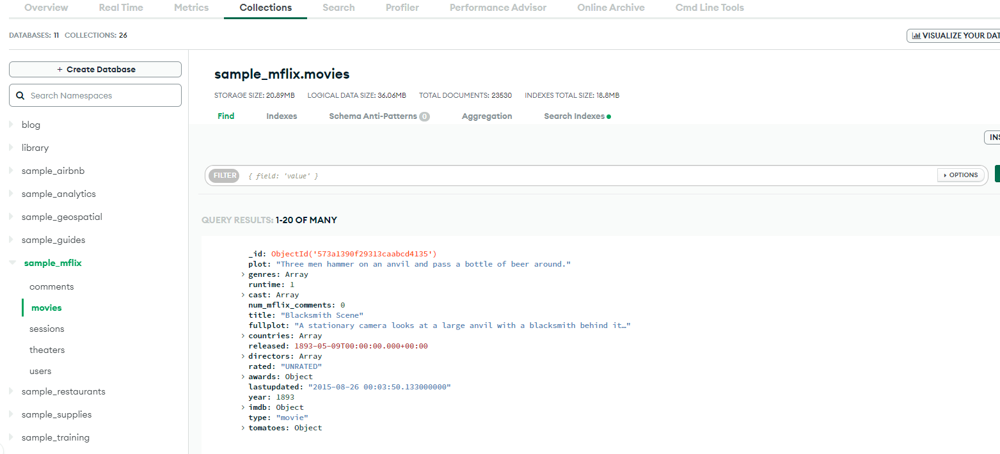 Overview Real Time Metrics Collections Search Profiler Performance Advisor Online Archive Cmd Line Tools
DATABASES: 11 COLLECTIONS: 26
VISUALIZE YOUR DAT
+ Create Database
Search Namespaces
blog
library
sample_airbnb
sample_analytics
sample_geospatial
sample_guides
sample_mflix
comments
movies
sessions
theaters
users
sample_restaurants
sample_supplies
sample_training
sample_mflix.movies
STORAGE SIZE: 20.89MB LOGICAL DATA SIZE: 36.06MB TOTAL DOCUMENTS: 23530 INDEXES TOTAL SIZE: 18.8MB
Find Indexes Schema Anti-Patterns 0 Aggregation Search Indexes
INS
FILTER { field: 'value' } OPTIONS
QUERY RESULTS: 1-20 OF MANY
_id: ObjectId('573a1390f29313caabcd4135')
plot: "Three men hammer on an anvil and pass a bottle of beer around."
genres: Array
runtime: 1
cast: Array
num_mflix_comments: 0
title: "Blacksmith Scene"
fullplot: "A stationary camera looks at a large anvil with a blacksmith behind it…"
countries: Array
released: 1893-05-09T00:00:00.000+00:00
directors: Array
rated: "UNRATED"
awards: Object
lastupdated: "2015-08-26 00:03:50.133000000"
year: 1893
imdb: Object
type: "movie"
tomatoes: Object